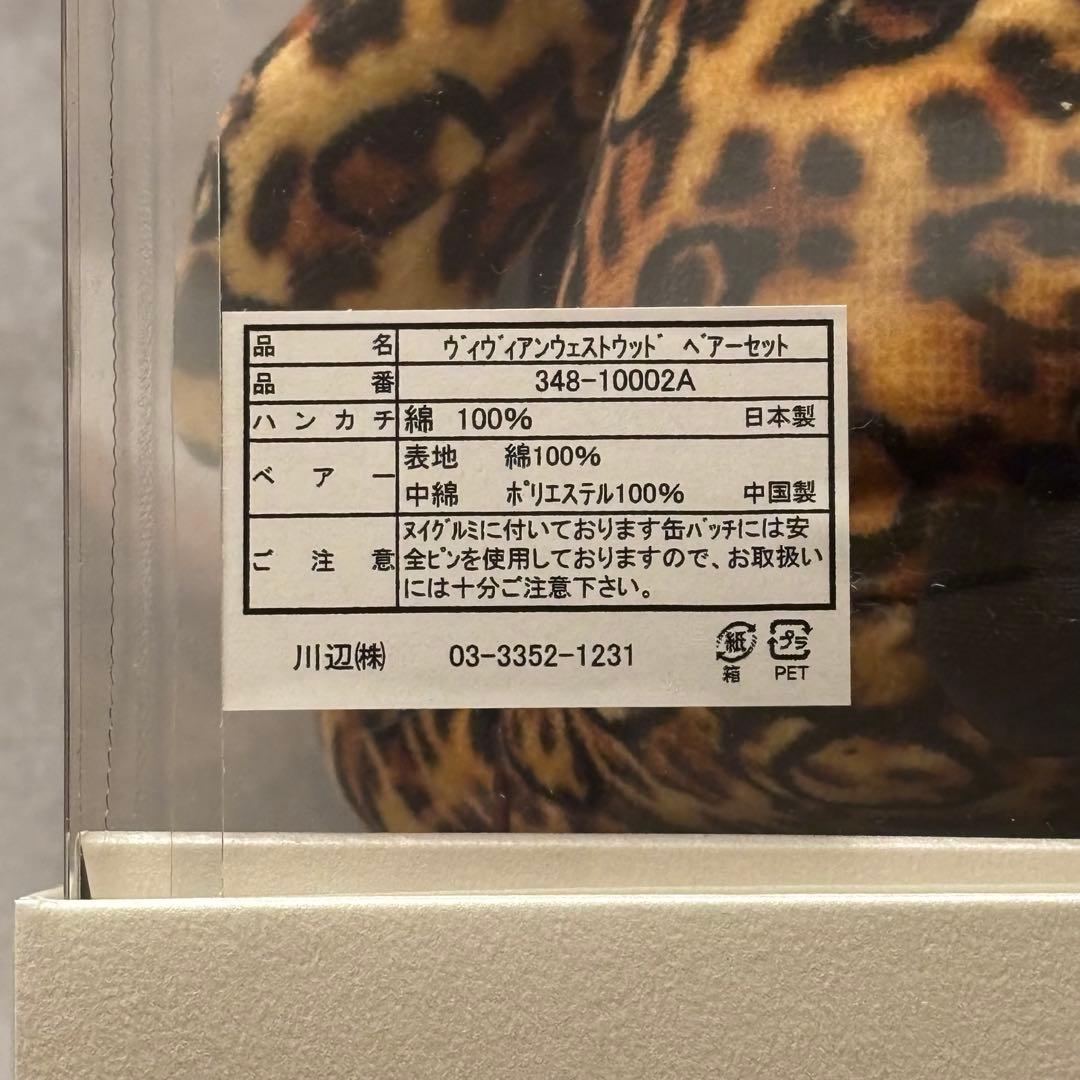 品名 ヴィヴィアンウェストウッド ベアーセット
品番 348-10002A
ハンカチ 綿 100% 日本製
ベアー 表地 綿100%
中綿 ポリエステル100% 中国製
ご注意 ヌイグルミに付いております缶バッチには安
全ピンを使用しておりますので、お取扱い
には十分ご注意下さい。
川辺㈱ 03-3352-1231
紙 プラ
箱 PET